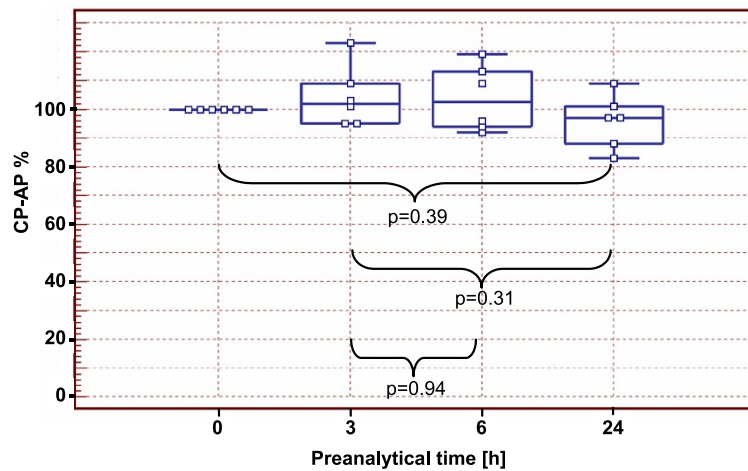 CP-AP %
100
80
60
40
20
0
p=0.39
p=0.31
p=0.94
0 3 6 24
Preanalytical time [h]